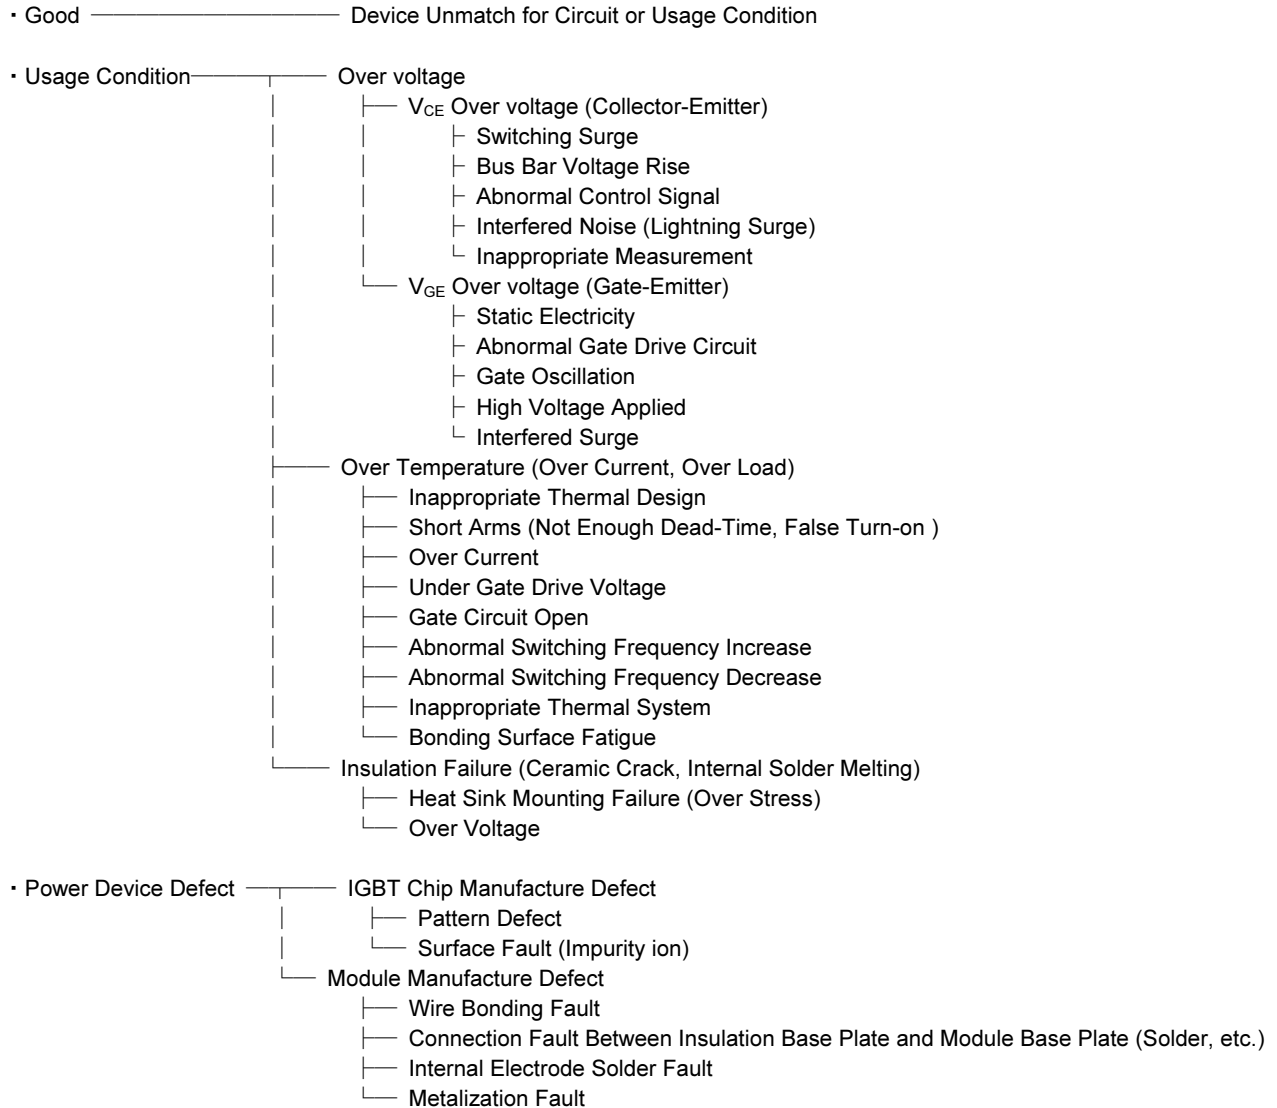 ・Good Device Unmatch for Circuit or Usage Condition
・Usage Condition Over voltage
VCE Over voltage (Collector-Emitter)
Switching Surge
Bus Bar Voltage Rise
Abnormal Control Signal
Interfered Noise (Lightning Surge)
Inappropriate Measurement
VGE Over voltage (Gate-Emitter)
Static Electricity
Abnormal Gate Drive Circuit
Gate Oscillation
High Voltage Applied
Interfered Surge
Over Temperature (Over Current, Over Load)
Inappropriate Thermal Design
Short Arms (Not Enough Dead-Time, False Turn-on )
Over Current
Under Gate Drive Voltage
Gate Circuit Open
Abnormal Switching Frequency Increase
Abnormal Switching Frequency Decrease
Inappropriate Thermal System
Bonding Surface Fatigue
Insulation Failure (Ceramic Crack, Internal Solder Melting)
Heat Sink Mounting Failure (Over Stress)
Over Voltage
・Power Device Defect IGBT Chip Manufacture Defect
Pattern Defect
Surface Fault (Impurity ion)
Module Manufacture Defect
Wire Bonding Fault
Connection Fault Between Insulation Base Plate and Module Base Plate (Solder, etc.)
Internal Electrode Solder Fault
Metalization Fault